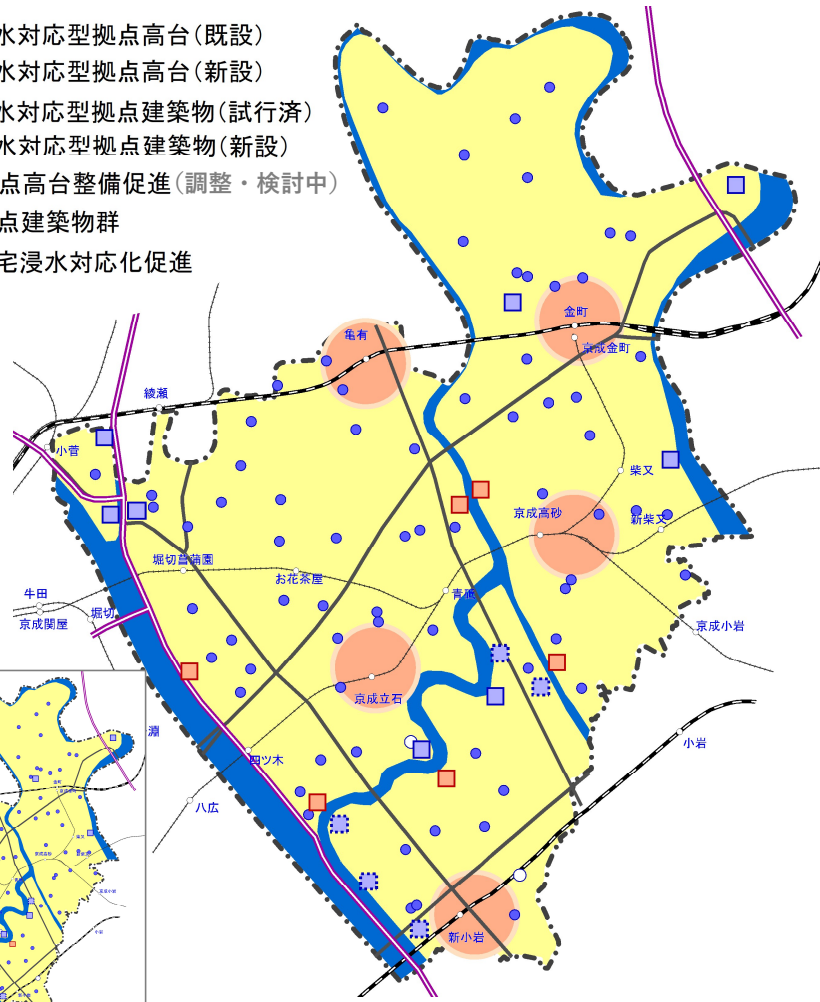 水対応型拠点高台(既設)
水対応型拠点高台(新設)
水対応型拠点建築物(試行済)
水対応型拠点建築物(新設)
点高台整備促進(調整・検討中)
点建築物群
宅浸水対応化促進
金町
亀有
京成金町
綾瀬
小菅
柴又
京成高砂
新柴又
堀切菖蒲園
お花茶屋
青砥
牛田
堀切
京成関屋
京成小岩
京成立石
淵
小岩
四ツ木
八広
新小岩